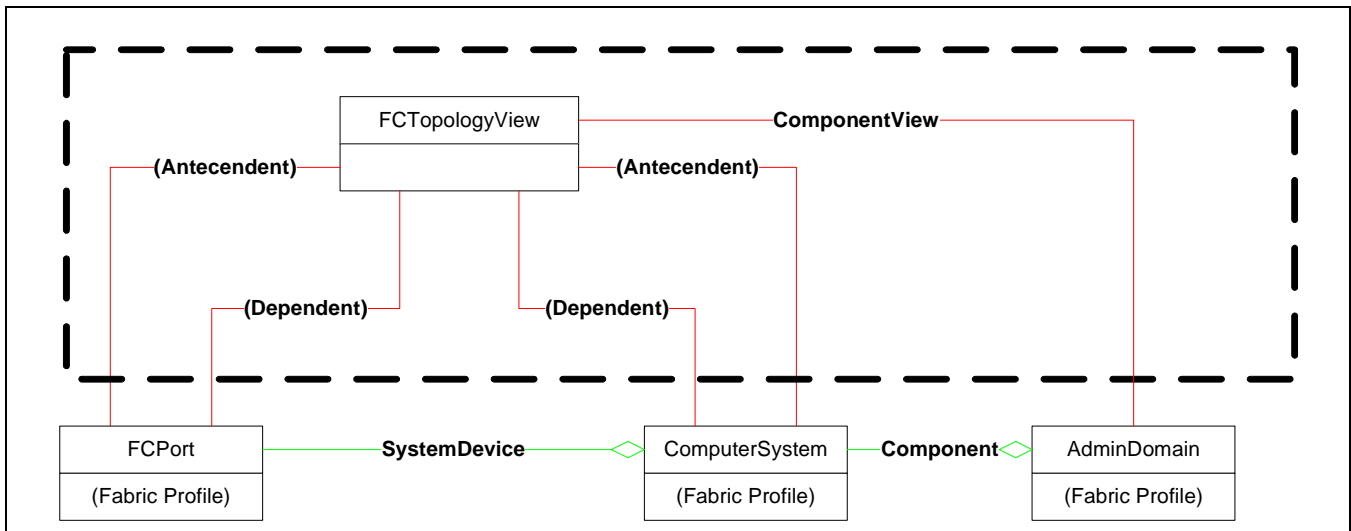 FCTopologyView
ComponentView
(Antecendent)
(Antecendent)
(Dependent)
(Dependent)
FCPort
SystemDevice
ComputerSystem
Component
AdminDomain
(Fabric Profile)
(Fabric Profile)
(Fabric Profile)